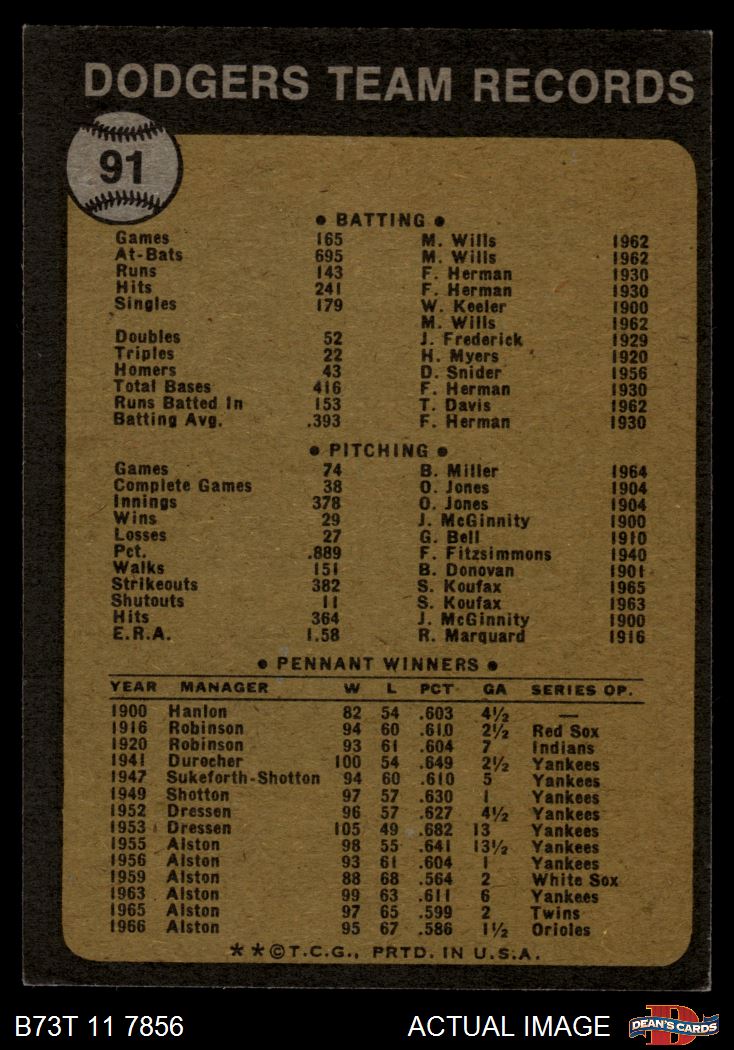 DODGERS TEAM RECORDS
91
• BATTING •
Games 165 M. Wills 1962
At-Bats 695 M. Wills 1962
Runs 143 F. Herman 1930
Hits 241 F. Herman 1930
Singles 179 W. Keeler 1900
M. Wills 1962
Doubles 52 J. Frederick 1929
Triples 22 H. Myers 1920
Homers 43 D. Snider 1956
Total Bases 416 F. Herman 1930
Runs Batted In 153 T. Davis 1962
Batting Avg. .393 F. Herman 1930
• PITCHING •
Games 74 B. Miller 1964
Complete Games 38 O. Jones 1904
Innings 378 O. Jones 1904
Wins 29 J. McGinnity 1900
Losses 27 G. Bell 1910
Pct. .889 F. Fitzsimmons 1940
Walks 151 B. Donovan 1901
Strikeouts 382 S. Koufax 1965
Shutouts 11 S. Koufax 1963
Hits 364 J. McGinnity 1900
E.R.A. 1.58 R. Marquard 1916
• PENNANT WINNERS •
YEAR MANAGER W L PCT GA SERIES OP.
1900 Hanlon 82 54 .603 4½ —
1916 Robinson 94 60 .610 2½ Red Sox
1920 Robinson 93 61 .604 7 Indians
1941 Durocher 100 54 .649 2½ Yankees
1947 Sukeforth-Shotton 94 60 .610 5 Yankees
1949 Shotton 97 57 .630 1 Yankees
1952 Dressen 96 57 .627 4½ Yankees
1953 Dressen 105 49 .682 13 Yankees
1955 Alston 98 55 .641 13½ Yankees
1956 Alston 93 61 .604 1 Yankees
1959 Alston 88 68 .564 2 White Sox
1963 Alston 99 63 .611 6 Yankees
1965 Alston 97 65 .599 2 Twins
1966 Alston 95 67 .586 1½ Orioles
* * © T.C.G., PRTD. IN U.S.A.
B73T 11 7856 ACTUAL IMAGE DEAN'S CARDS